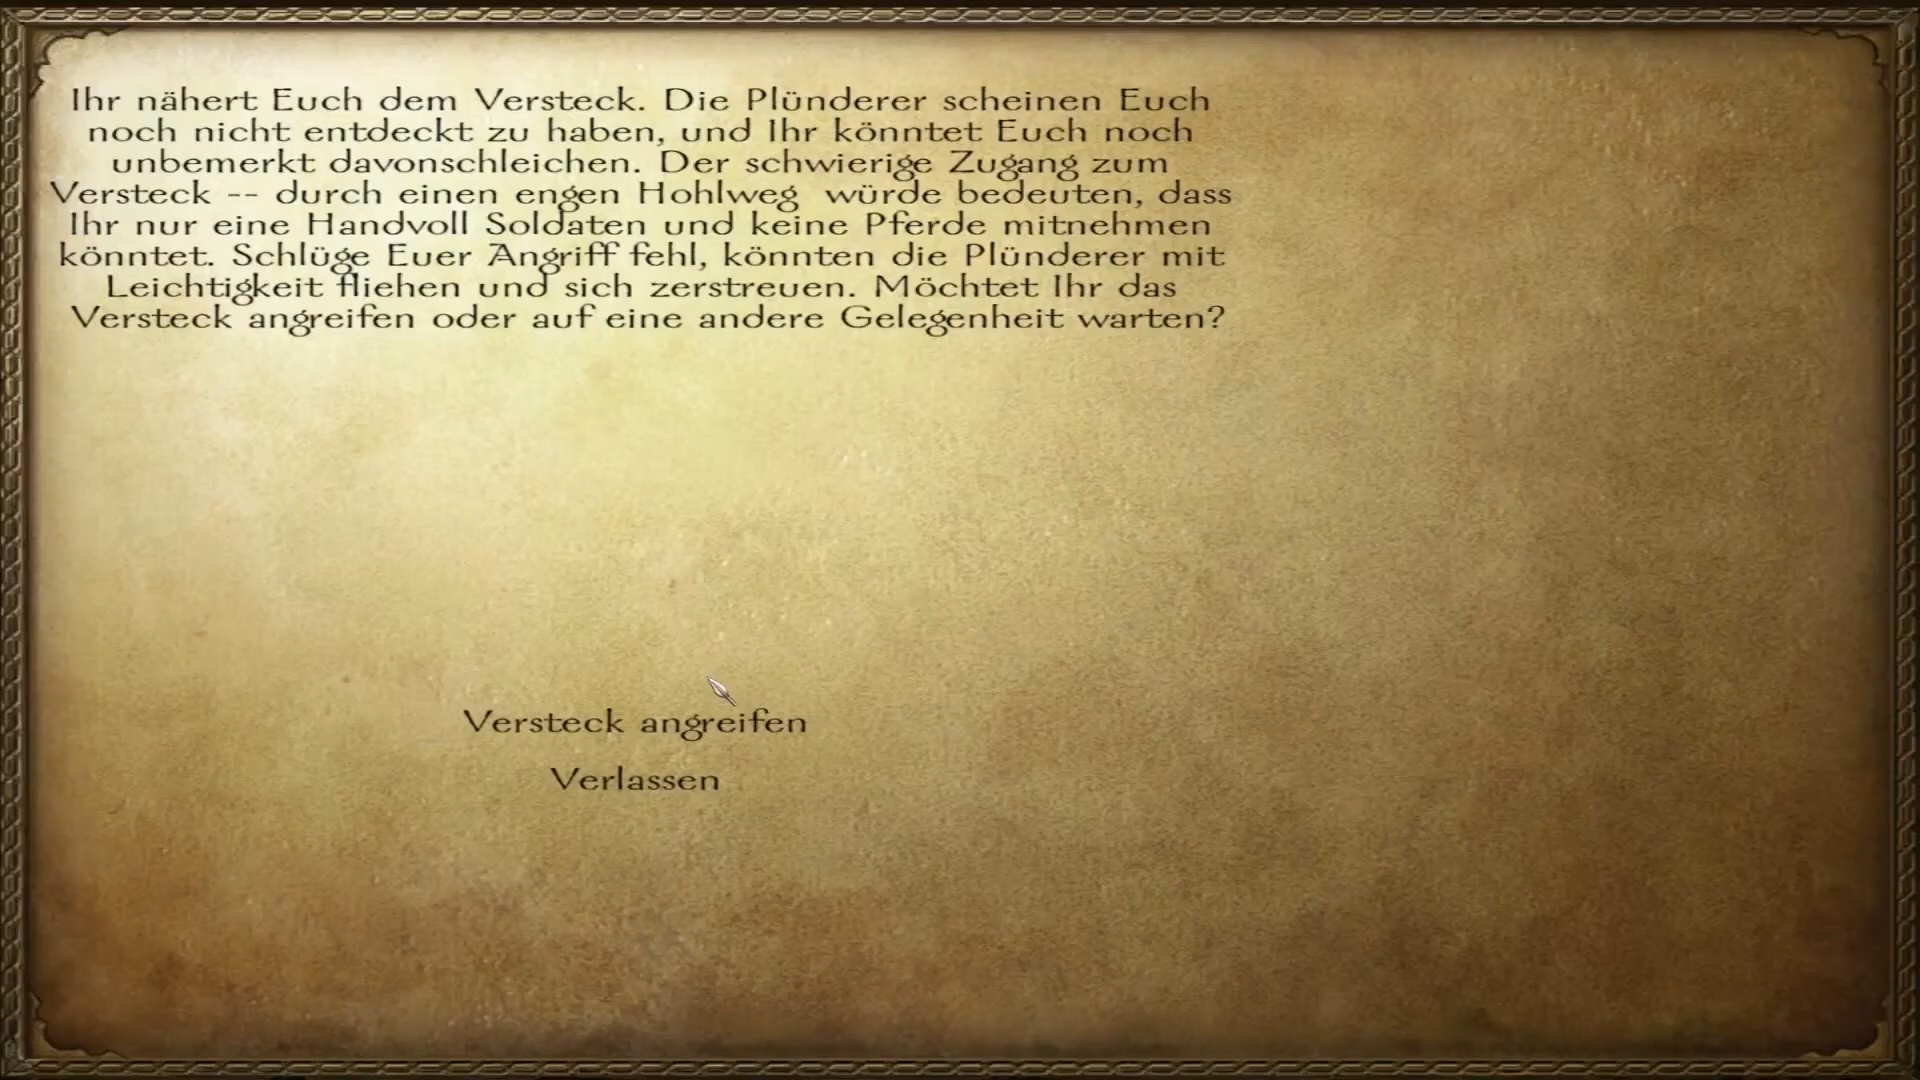 Ihr nähert Euch dem Versteck. Die Plünderer scheinen Euch
noch nicht entdeckt zu haben, und Ihr könntet Euch noch
unbemerkt davonschleichen. Der schwierige Zugang zum
Versteck -- durch einen engen Hohlweg  würde bedeuten, dass
Ihr nur eine Handvoll Soldaten und keine Pferde mitnehmen
könntet. Schlüge Euer Angriff fehl, könnten die Plünderer mit
Leichtigkeit fliehen und sich zerstreuen. Möchtet Ihr das
Versteck angreifen oder auf eine andere Gelegenheit warten?
Versteck angreifen
Verlassen